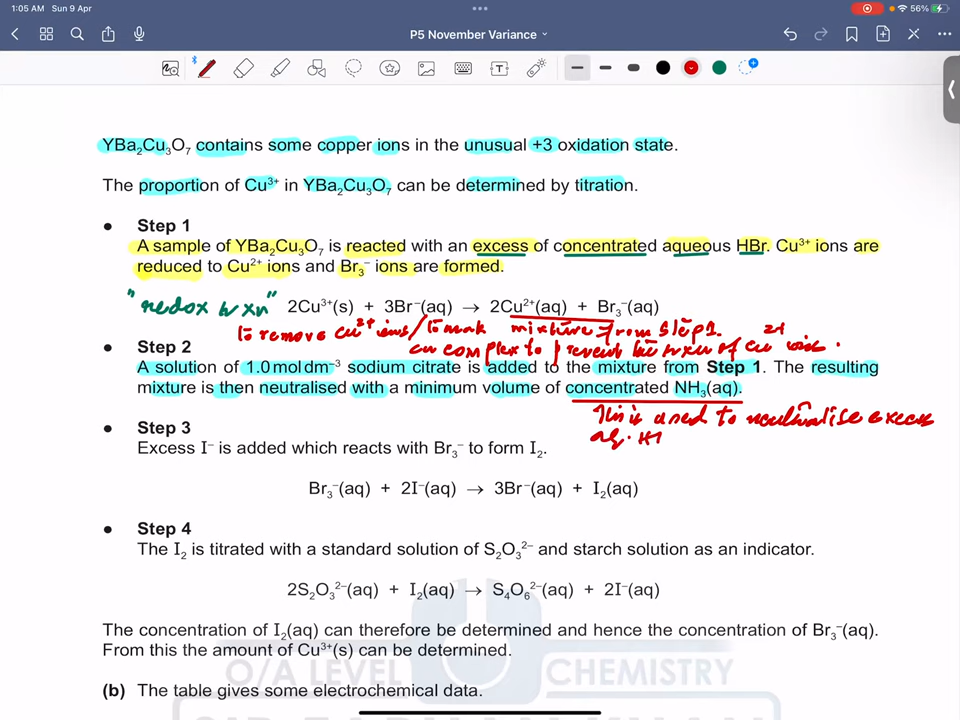 1:05 AM Sun 9 Apr
56%
P5 November Variance
YBa₂Cu₃O₇ contains some copper ions in the unusual +3 oxidation state.
The proportion of Cu³⁺ in YBa₂Cu₃O₇ can be determined by titration.
● Step 1
A sample of YBa₂Cu₃O₇ is reacted with an excess of concentrated aqueous HBr. Cu³⁺ ions are
reduced to Cu²⁺ ions and Br₃⁻ ions are formed.
"redox rxn" 2Cu³⁺(s) + 3Br⁻(aq) → 2Cu²⁺(aq) + Br₃⁻(aq)
To remove Cu²⁺ ions/To mak mixture from step 1.
● Step 2
cu complex to prevent the rxn of Cu²⁺
A solution of 1.0 mol dm⁻³ sodium citrate is added to the mixture from Step 1. The resulting
mixture is then neutralised with a minimum volume of concentrated NH₃(aq).
This is used to neutralise excess
aq.
● Step 3
Excess I⁻ is added which reacts with Br₃⁻ to form I₂.
Br₃⁻(aq) + 2I⁻(aq) → 3Br⁻(aq) + I₂(aq)
● Step 4
The I₂ is titrated with a standard solution of S₂O₃²⁻ and starch solution as an indicator.
2S₂O₃²⁻(aq) + I₂(aq) → S₄O₆²⁻(aq) + 2I⁻(aq)
The concentration of I₂(aq) can therefore be determined and hence the concentration of Br₃⁻(aq).
From this the amount of Cu³⁺(s) can be determined.
O/A LEVEL CHEMISTRY
(b) The table gives some electrochemical data.